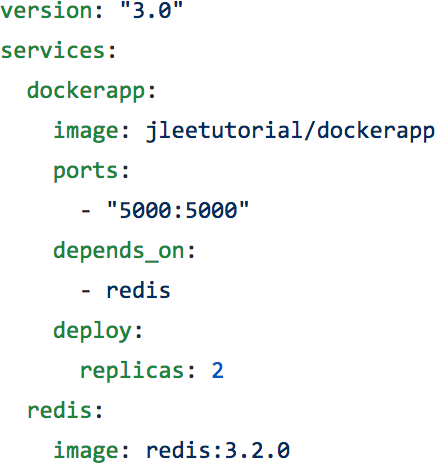 version: "3.0"
services:
  dockerapp:
    image: jleetutorial/dockerapp
    ports:
      - "5000:5000"
    depends_on:
      - redis
    deploy:
      replicas: 2
  redis:
    image: redis:3.2.0